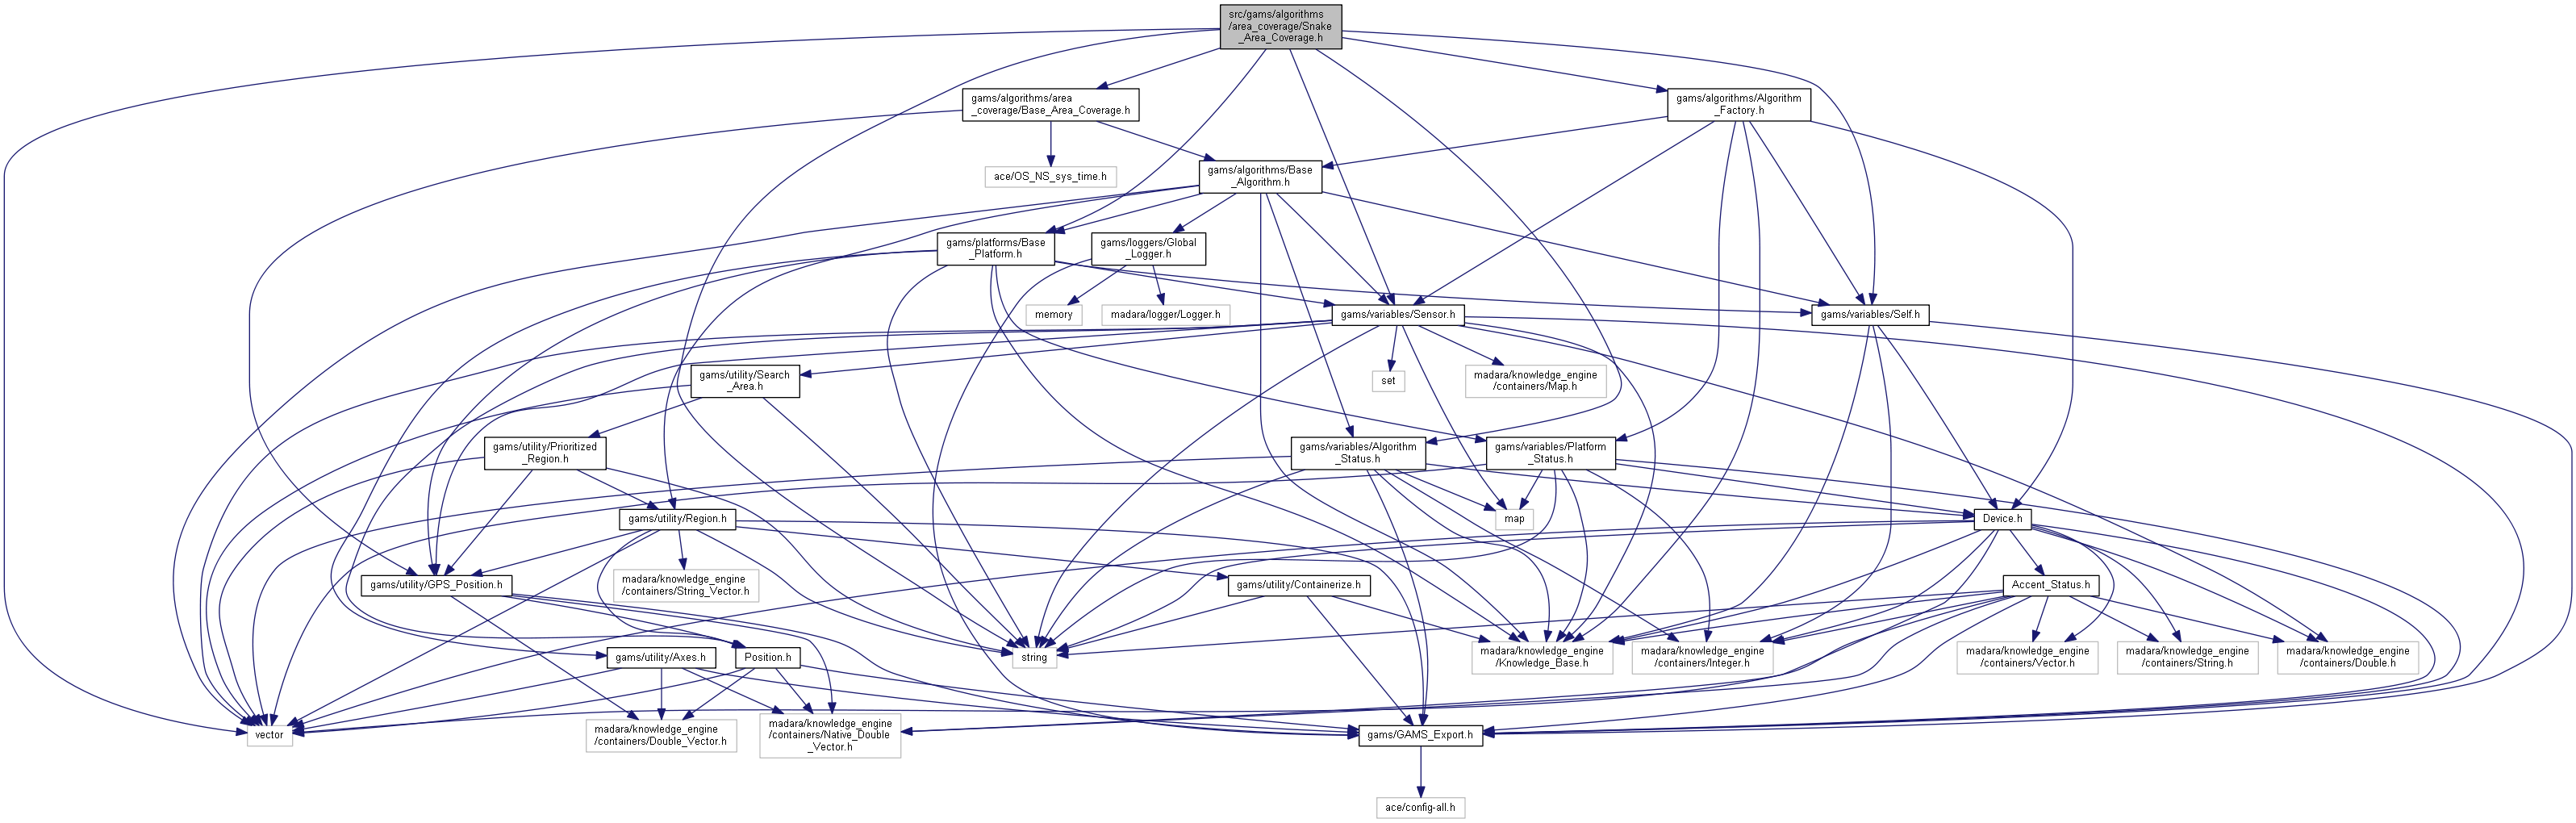 src/gams/algorithms
/area_coverage/Snake
_Area_Coverage.h
gams/algorithms/area
_coverage/Base_Area_Coverage.h
gams/algorithms/Algorithm
_Factory.h
ace/OS_NS_sys_time.h
gams/algorithms/Base
_Algorithm.h
gams/platforms/Base
_Platform.h
gams/loggers/Global
_Logger.h
memory
madara/logger/Logger.h
gams/variables/Sensor.h
gams/variables/Self.h
gams/utility/Search
_Area.h
set
madara/knowledge_engine
/containers/Map.h
gams/utility/Prioritized
_Region.h
gams/variables/Algorithm
_Status.h
gams/variables/Platform
_Status.h
gams/utility/Region.h
map
Device.h
gams/utility/GPS_Position.h
madara/knowledge_engine
/containers/String_Vector.h
gams/utility/Containerize.h
Accent_Status.h
gams/utility/Axes.h
Position.h
string
madara/knowledge_engine
/Knowledge_Base.h
madara/knowledge_engine
/containers/Integer.h
madara/knowledge_engine
/containers/Vector.h
madara/knowledge_engine
/containers/String.h
madara/knowledge_engine
/containers/Double.h
vector
madara/knowledge_engine
/containers/Double_Vector.h
madara/knowledge_engine
/containers/Native_Double
_Vector.h
gams/GAMS_Export.h
ace/config-all.h